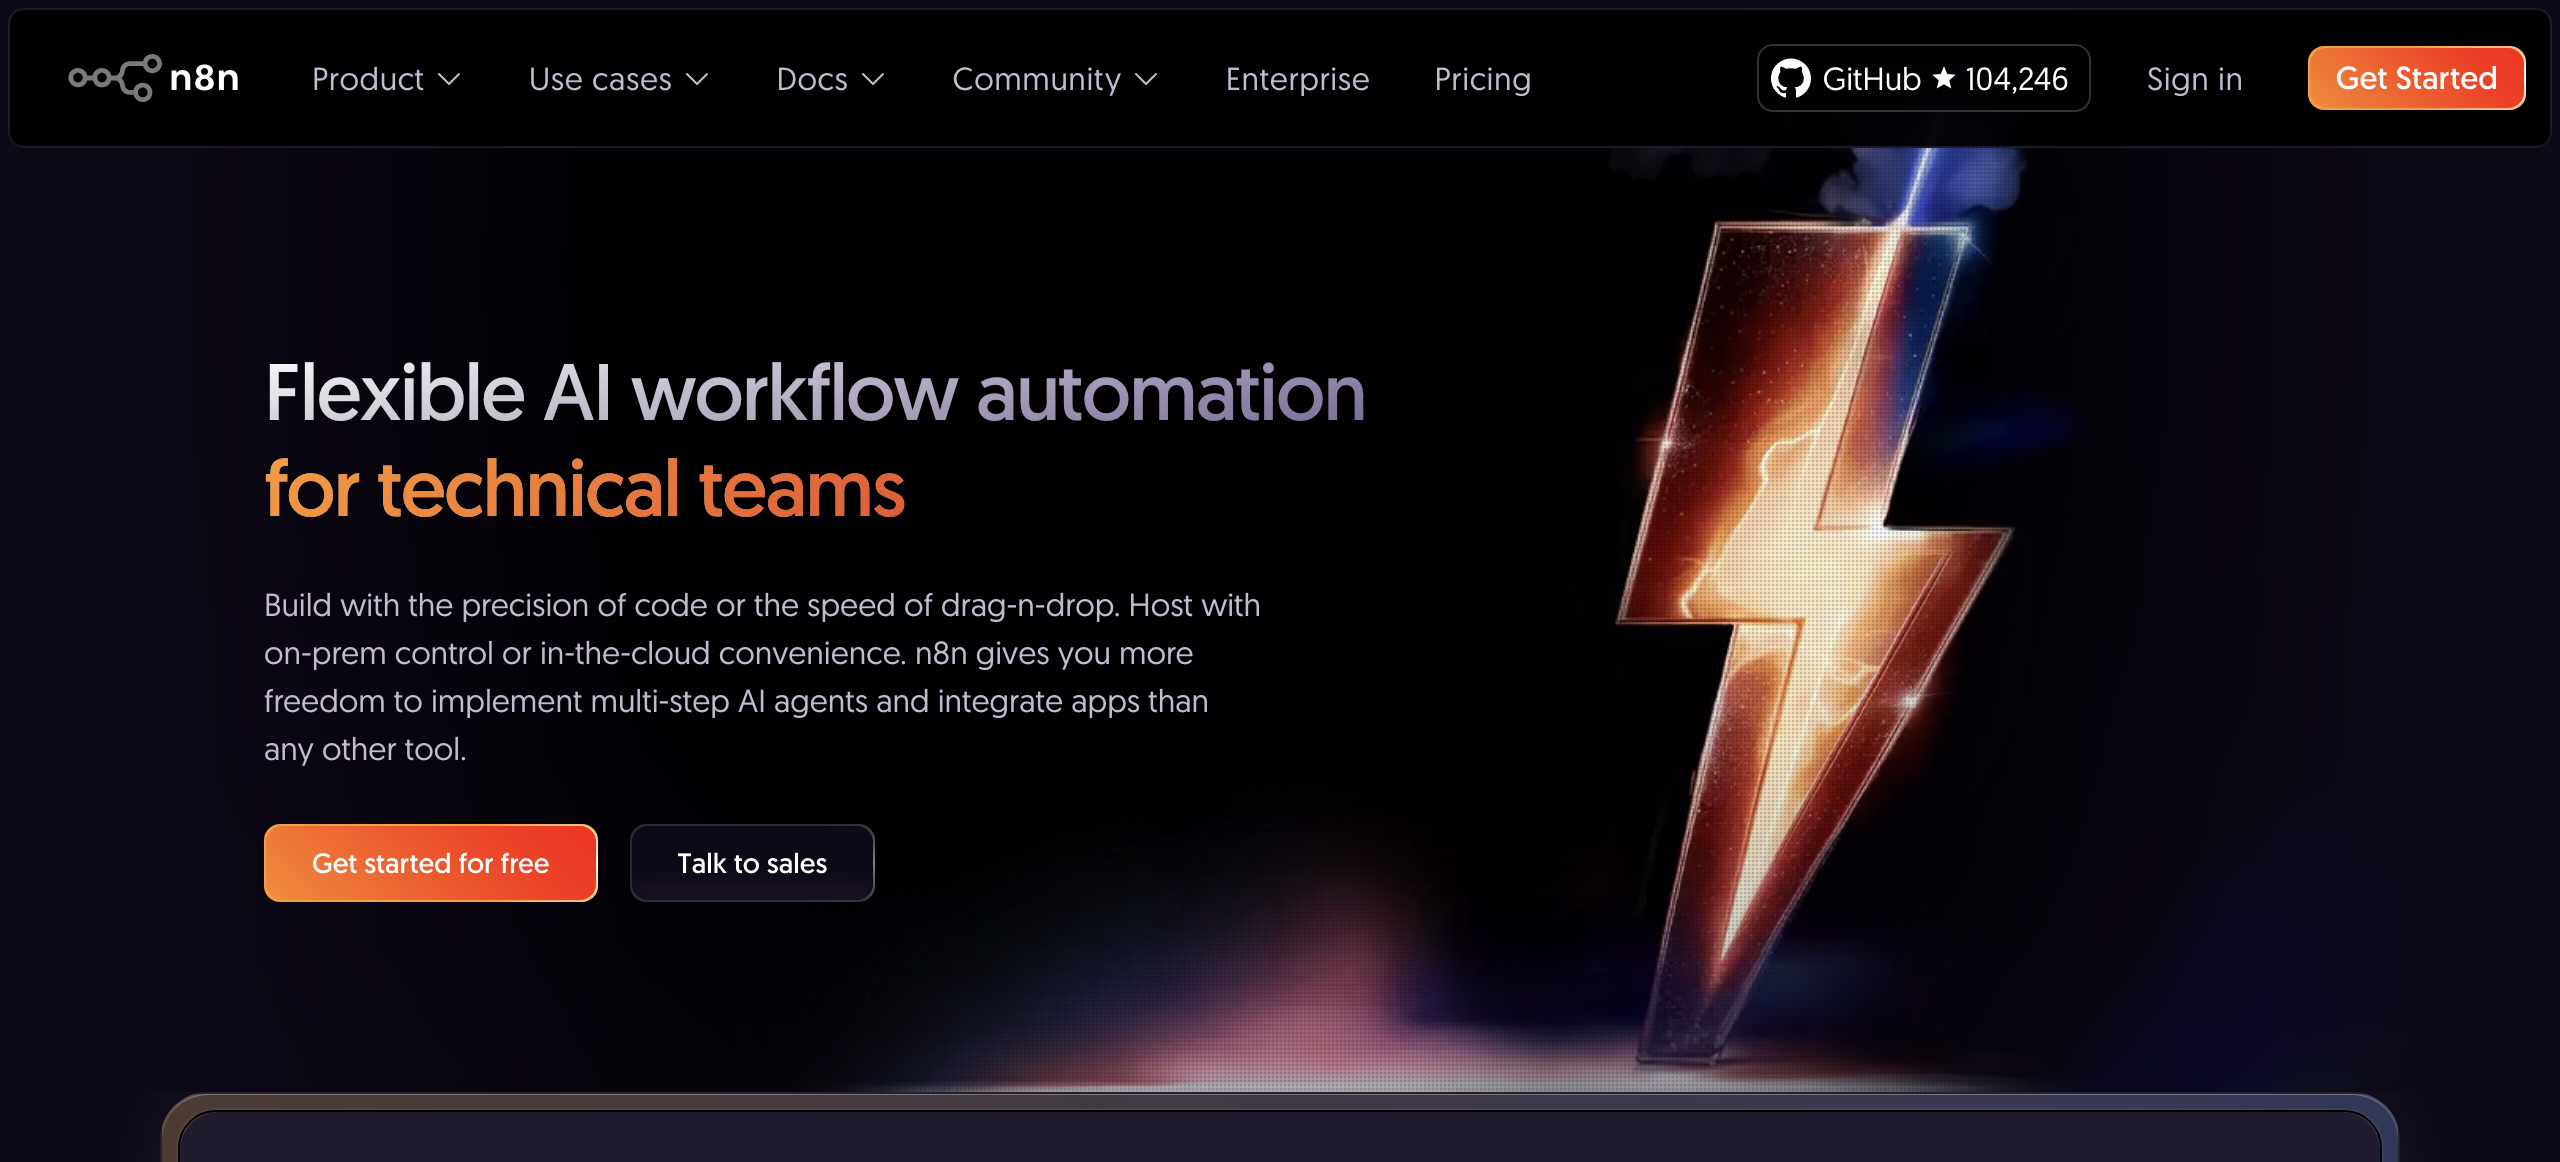 n8n
Product
Use cases
Docs
Community
Enterprise
Pricing
GitHub ★ 104,246
Sign in
Get Started
Flexible AI workflow automation
for technical teams
Build with the precision of code or the speed of drag-n-drop. Host with
on-prem control or in-the-cloud convenience. n8n gives you more
freedom to implement multi-step AI agents and integrate apps than
any other tool.
Get started for free
Talk to sales